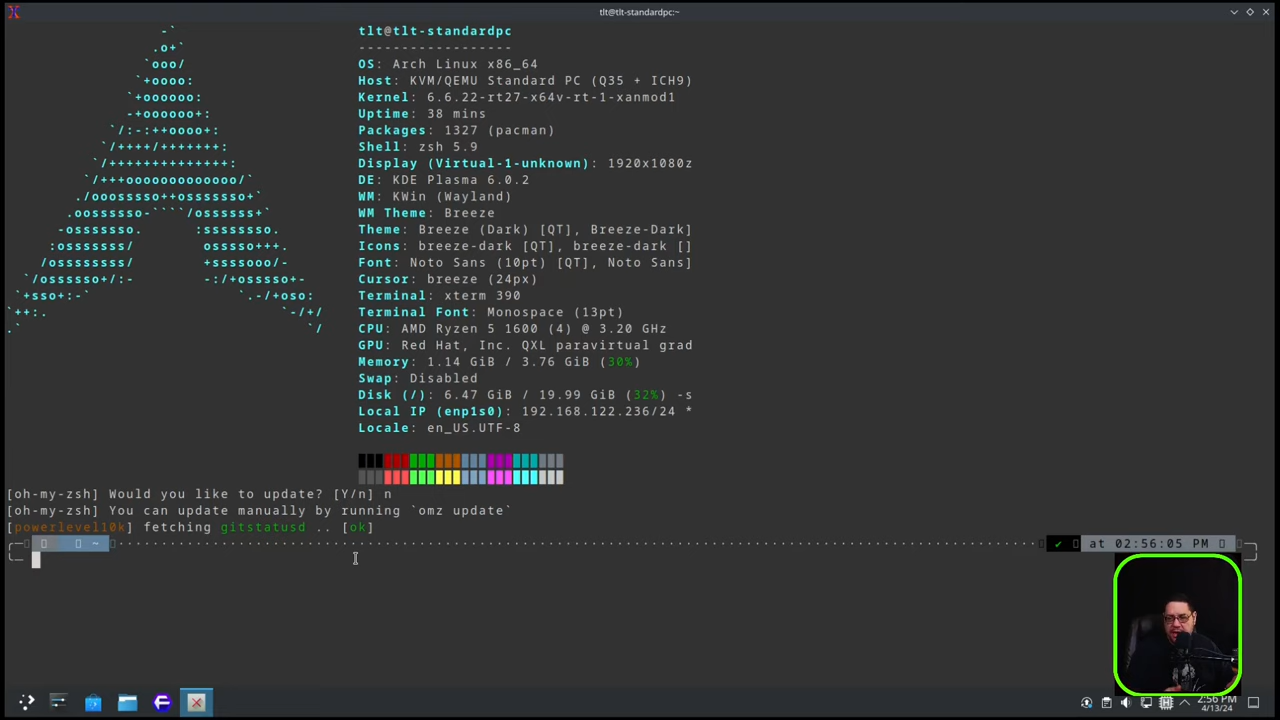 tlt@tlt-standardpc:~
tlt@tlt-standardpc
------------------
OS: Arch Linux x86_64
Host: KVM/QEMU Standard PC (Q35 + ICH9)
Kernel: 6.6.22-rt27-x64v-rt-1-xanmod1
Uptime: 38 mins
Packages: 1327 (pacman)
Shell: zsh 5.9
Display (Virtual-1-unknown): 1920x1080z
DE: KDE Plasma 6.0.2
WM: KWin (Wayland)
WM Theme: Breeze
Theme: Breeze (Dark) [QT], Breeze-Dark]
Icons: breeze-dark [QT], breeze-dark []
Font: Noto Sans (10pt) [QT], Noto Sans]
Cursor: breeze (24px)
Terminal: xterm 390
Terminal Font: Monospace (13pt)
CPU: AMD Ryzen 5 1600 (4) @ 3.20 GHz
GPU: Red Hat, Inc. QXL paravirtual grad
Memory: 1.14 GiB / 3.76 GiB (30%)
Swap: Disabled
Disk (/): 6.47 GiB / 19.99 GiB (32%) -s
Local IP (enp1s0): 192.168.122.236/24 *
Locale: en_US.UTF-8
[oh-my-zsh] Would you like to update? [Y/n] n
[oh-my-zsh] You can update manually by running `omz update`
[powerlevel10k] fetching gitstatusd .. [ok]
~ ✔ at 02:56:05 PM
2:56 PM
4/13/24